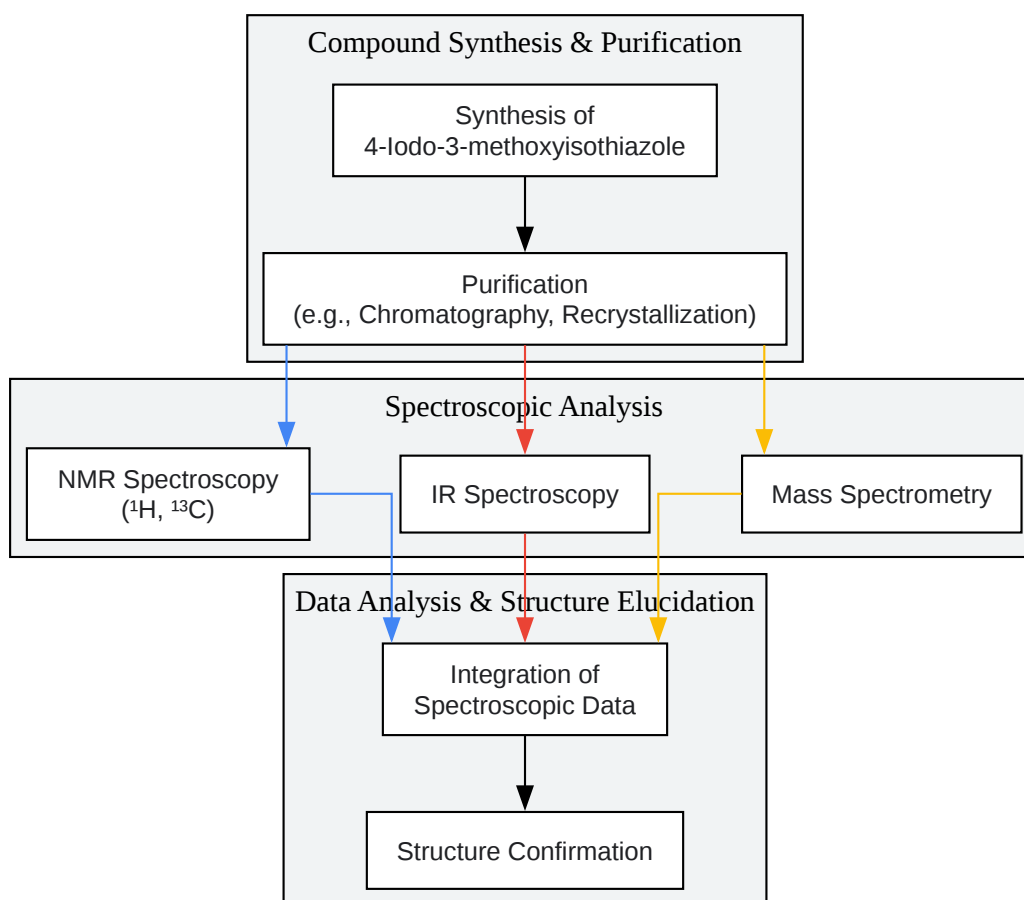 Compound Synthesis & Purification
Synthesis of
4-Iodo-3-methoxyisothiazole
Purification
(e.g., Chromatography, Recrystallization)
Spectroscopic Analysis
NMR Spectroscopy
(¹H, ¹³C)
IR Spectroscopy
Mass Spectrometry
Data Analysis & Structure Elucidation
Integration of
Spectroscopic Data
Structure Confirmation